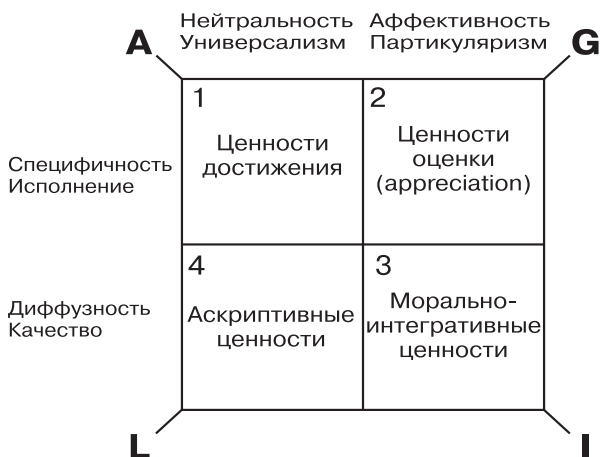 Нейтральность Аффективность
A Универсализм Партикуляризм G
1 2
Ценности достижения
Ценности оценки (appreciation)
Специфичность
Исполнение
4 3
Диффузность
Качество
Аскриптивные ценности
Морально-интегративные ценности
L I